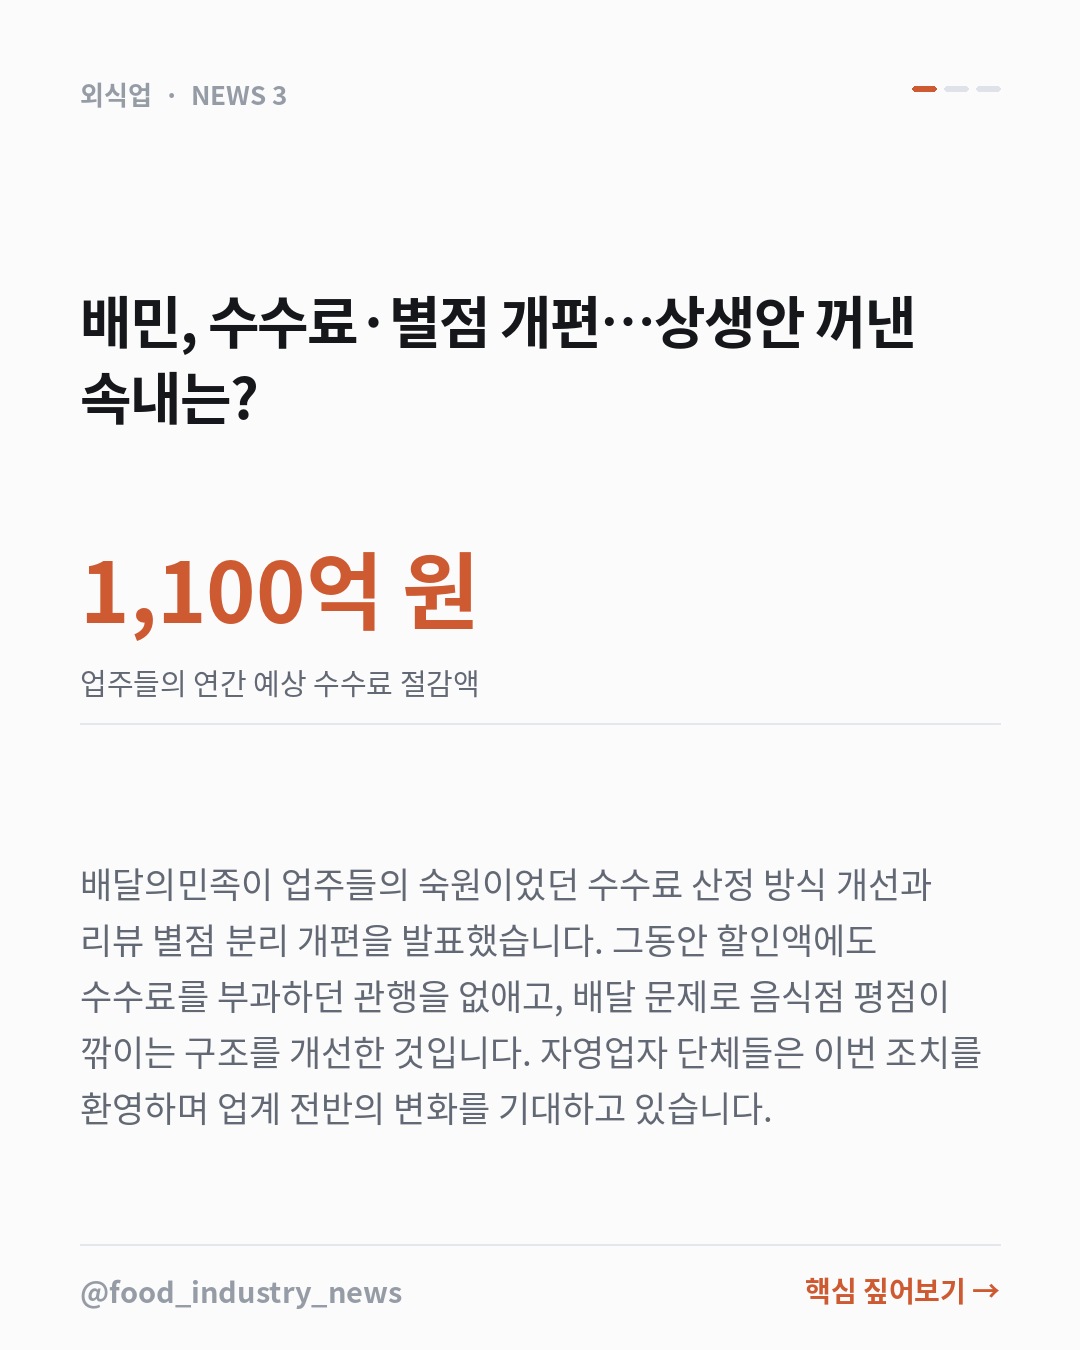 외식업 · NEWS 3
배민, 수수료·별점 개편…상생안 꺼낸
속내는?
1,100억 원
업주들의 연간 예상 수수료 절감액
배달의민족이 업주들의 숙원이었던 수수료 산정 방식 개선과
리뷰 별점 분리 개편을 발표했습니다. 그동안 할인액에도
수수료를 부과하던 관행을 없애고, 배달 문제로 음식점 평점이
깎이는 구조를 개선한 것입니다. 자영업자 단체들은 이번 조치를
환영하며 업계 전반의 변화를 기대하고 있습니다.
@food_industry_news
핵심 짚어보기 →